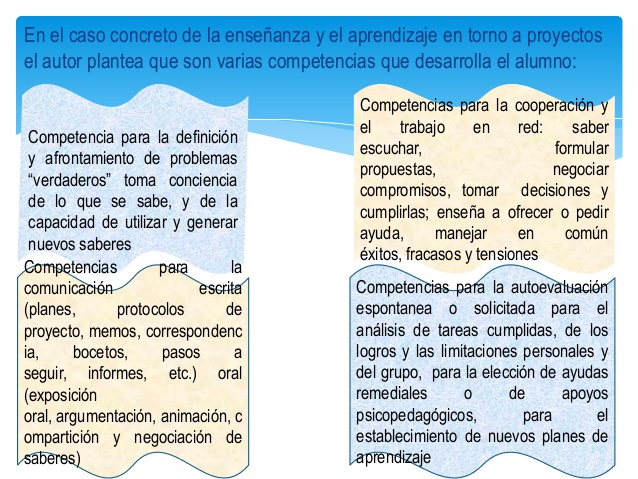 En el caso concreto de la enseñanza y el aprendizaje en torno a proyectos
el autor plantea que son varias competencias que desarrolla el alumno:
Competencia para la definición
y afrontamiento de problemas
“verdaderos” toma conciencia
de lo que se sabe, y de la
capacidad de utilizar y generar
nuevos saberes
Competencias para la
comunicación escrita
(planes, protocolos de
proyecto, memos, correspondenc
ia, bocetos, pasos a
seguir, informes, etc.) oral
(exposición
oral, argumentación, animación, c
ompartición y negociación de
saberes)
Competencias para la cooperación y
el trabajo en red: saber
escuchar, formular
propuestas, negociar
compromisos, tomar decisiones y
cumplirlas; enseña a ofrecer o pedir
ayuda, manejar en común
éxitos, fracasos y tensiones
Competencias para la autoevaluación
espontanea o solicitada para el
análisis de tareas cumplidas, de los
logros y las limitaciones personales y
del grupo, para la elección de ayudas
remediales o de apoyos
psicopedagógicos, para el
establecimiento de nuevos planes de
aprendizaje